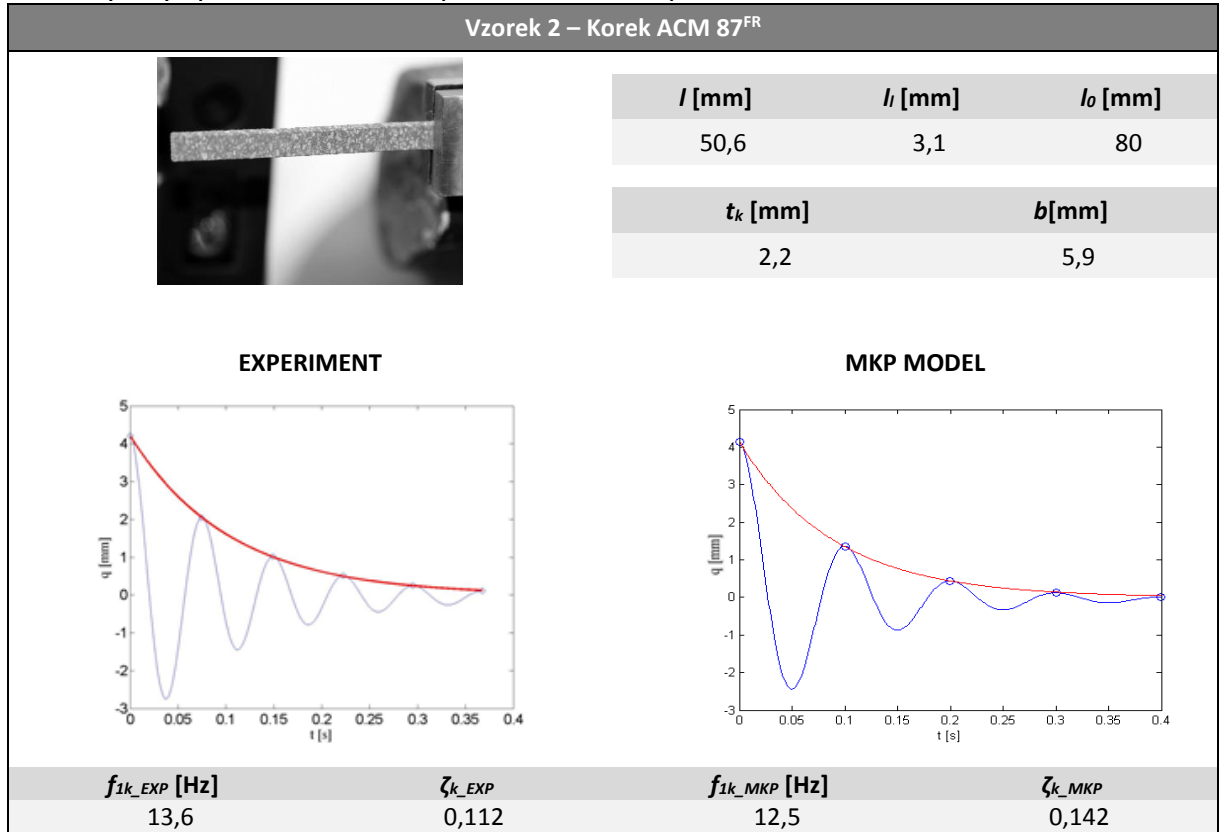 Vzorek 2 – Korek ACM 87FR
l [mm] lI [mm] l0 [mm]
50,6 3,1 80
tk [mm] b[mm]
2,2 5,9
EXPERIMENT
MKP MODEL
5
4
3
2
1
0
-1
-2
-3
q [mm]
0 0.05 0.1 0.15 0.2 0.25 0.3 0.35 0.4
t [s]
5
4
3
2
1
0
-1
-2
-3
q [mm]
0 0.05 0.1 0.15 0.2 0.25 0.3 0.35 0.4
t [s]
f1k_EXP [Hz] ζk_EXP f1k_MKP [Hz] ζk_MKP
13,6 0,112 12,5 0,142